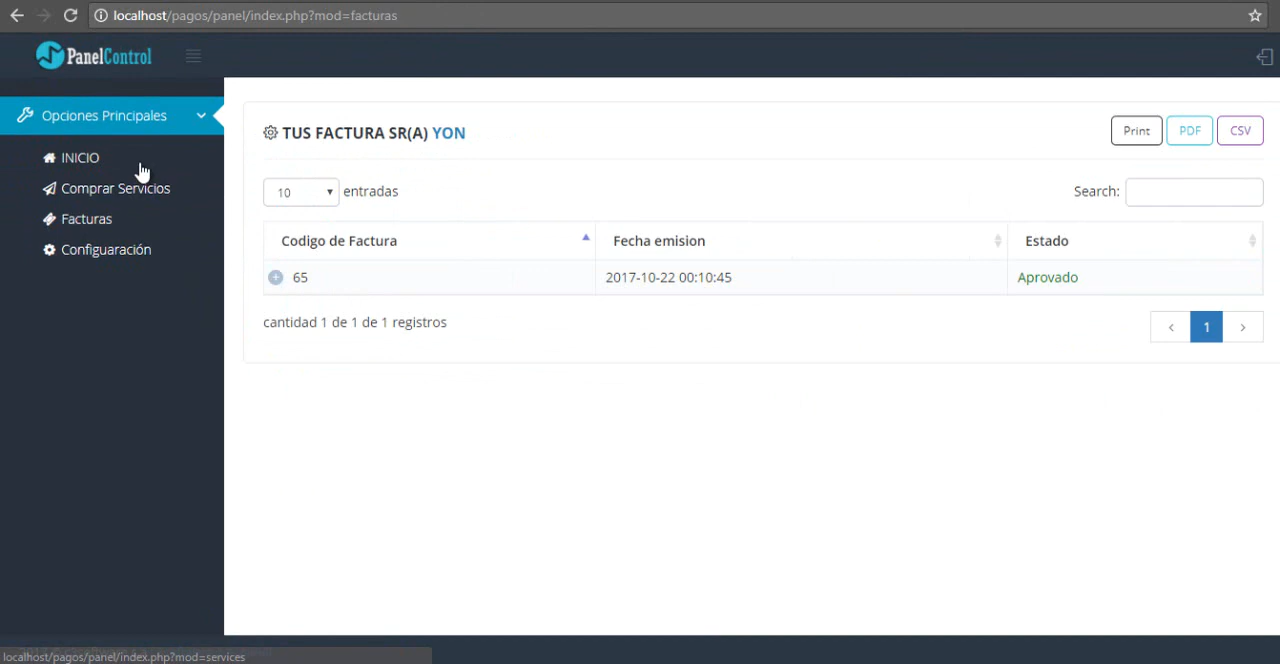 localhost/pagos/panel/index.php?mod=facturas
PanelControl
Opciones Principales
INICIO
Comprar Servicios
Facturas
Configuaración
TUS FACTURA SR(A) YON
Print PDF CSV
10 entradas
Search:
Codigo de Factura Fecha emision Estado
65 2017-10-22 00:10:45 Aprovado
cantidad 1 de 1 de 1 registros
‹ 1 ›
localhost/pagos/panel/index.php?mod=services